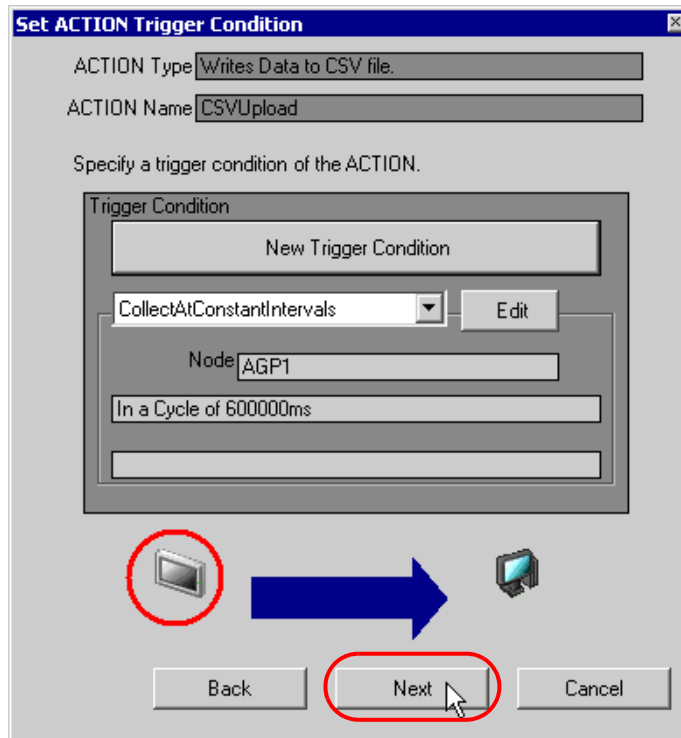 Set ACTION Trigger Condition
ACTION Type Writes Data to CSV file.
ACTION Name CSVUpload
Specify a trigger condition of the ACTION.
Trigger Condition
New Trigger Condition
CollectAtConstantIntervals Edit
Node AGP1
In a Cycle of 600000ms
Back Next Cancel